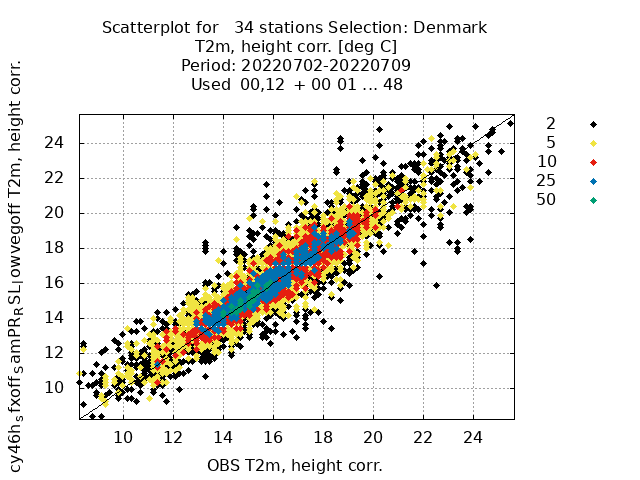 Scatterplot for 34 stations Selection: Denmark
T2m, height corr. [deg C]
Period: 20220702-20220709
Used 00,12 + 00 01 ... 48
cy46h_sfxoff_samPR_RSL_lowvegoff T2m, height corr.
24
22
20
18
16
14
12
10
10 12 14 16 18 20 22 24
OBS T2m, height corr.
2
5
10
25
50